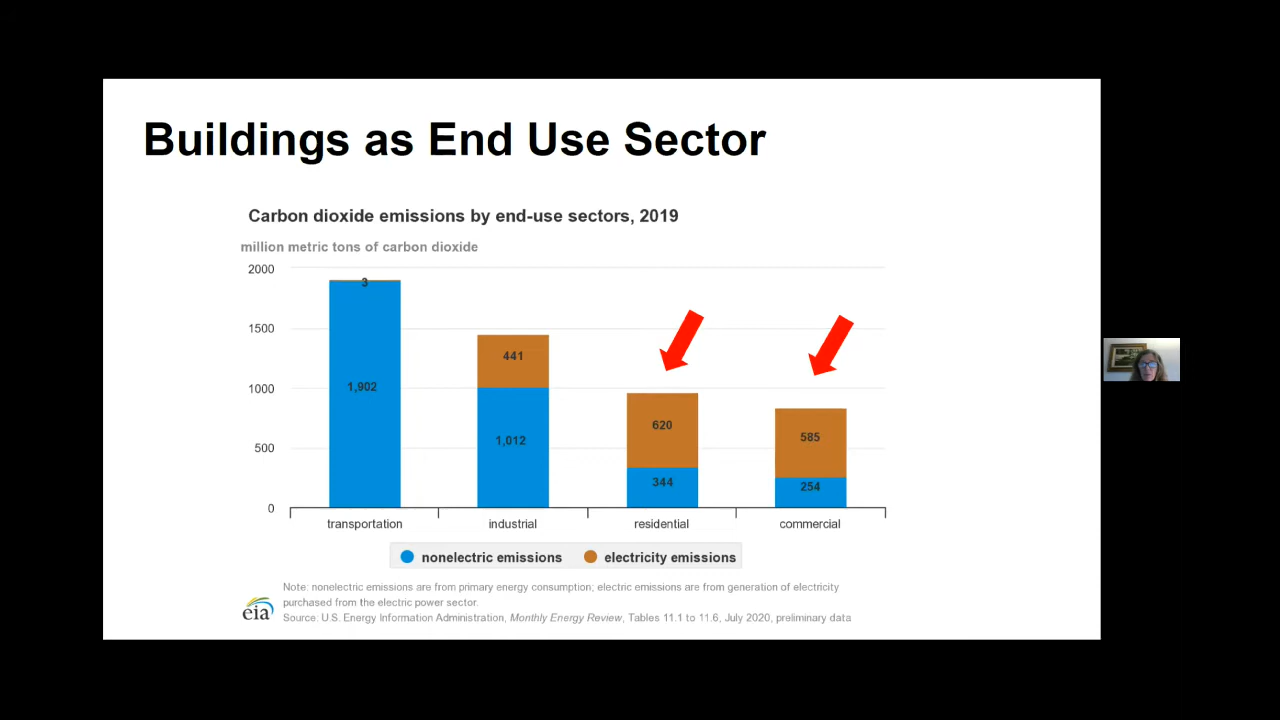 Buildings as End Use Sector
Carbon dioxide emissions by end-use sectors, 2019
million metric tons of carbon dioxide
2000
1500
1000
500
0
3
1,902
441
1,012
620
344
585
254
transportation
industrial
residential
commercial
nonelectric emissions
electricity emissions
Note: nonelectric emissions are from primary energy consumption; electric emissions are from generation of electricity
purchased from the electric power sector.
Source: U.S. Energy Information Administration, Monthly Energy Review, Tables 11.1 to 11.6, July 2020, preliminary data
eia